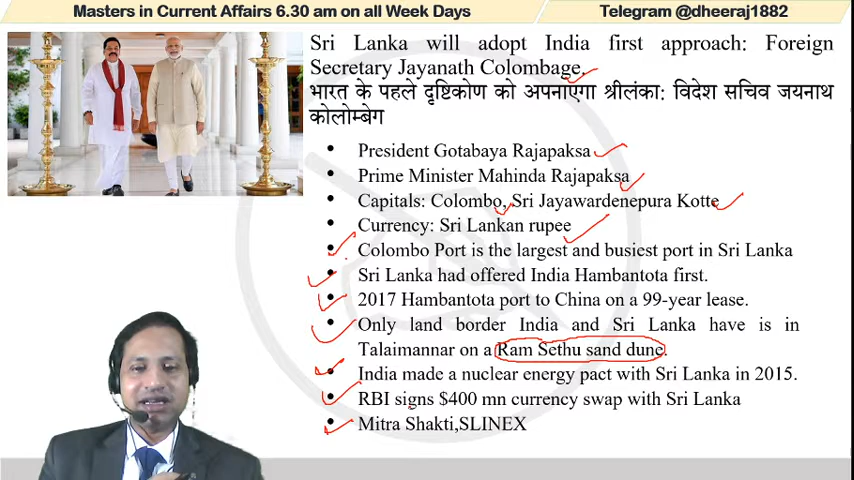 Masters in Current Affairs 6.30 am on all Week Days
Telegram @dheeraj1882
Sri Lanka will adopt India first approach: Foreign
Secretary Jayanath Colombage.
भारत के पहले दृष्टिकोण को अपनाएगा श्रीलंका: विदेश सचिव जयनाथ
कोलोम्बेग
• President Gotabaya Rajapaksa
• Prime Minister Mahinda Rajapaksa
• Capitals: Colombo, Sri Jayawardenepura Kotte
• Currency: Sri Lankan rupee
• Colombo Port is the largest and busiest port in Sri Lanka
• Sri Lanka had offered India Hambantota first.
• 2017 Hambantota port to China on a 99-year lease.
• Only land border India and Sri Lanka have is in
Talaimannar on a Ram Sethu sand dune.
• India made a nuclear energy pact with Sri Lanka in 2015.
• RBI signs $400 mn currency swap with Sri Lanka
• Mitra Shakti,SLINEX